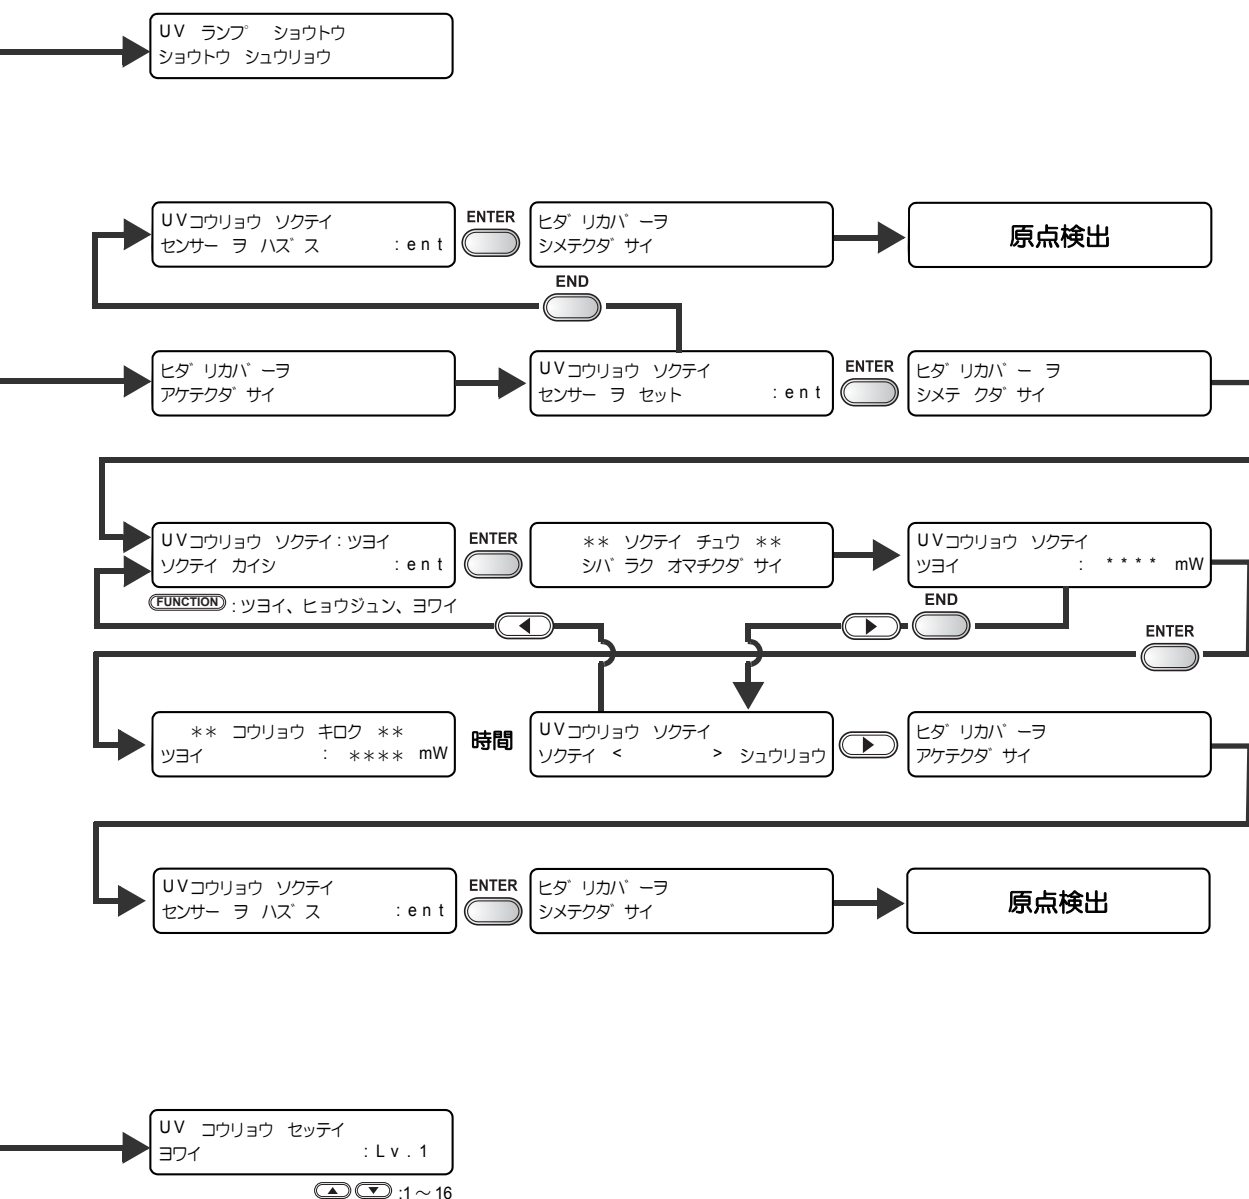 UV ランプ ショウトウ
ショウトウ シュウリョウ
UVコウリョウ ソクテイ
センサー ヲ ハズス :ent
ENTER
ヒダリカバーヲ
シメテクダサイ
原点検出
END
ヒダリカバーヲ
アケテクダサイ
UVコウリョウ ソクテイ
センサー ヲ セット :ent
ENTER
ヒダリカバー ヲ
シメテ クダサイ
UVコウリョウ ソクテイ:ツヨイ
ソクテイ カイシ :ent
ENTER
** ソクテイ チュウ **
シバラク オマチクダサイ
UVコウリョウ ソクテイ
ツヨイ : **** mW
FUNCTION :ツヨイ、ヒョウジュン、ヨワイ
END
ENTER
** コウリョウ キロク **
ツヨイ : **** mW
時間
UVコウリョウ ソクテイ
ソクテイ < > シュウリョウ
ヒダリカバーヲ
アケテクダサイ
UVコウリョウ ソクテイ
センサー ヲ ハズス :ent
ENTER
ヒダリカバーヲ
シメテクダサイ
原点検出
UV コウリョウ セッテイ
ヨワイ :Lv.1
:1～16